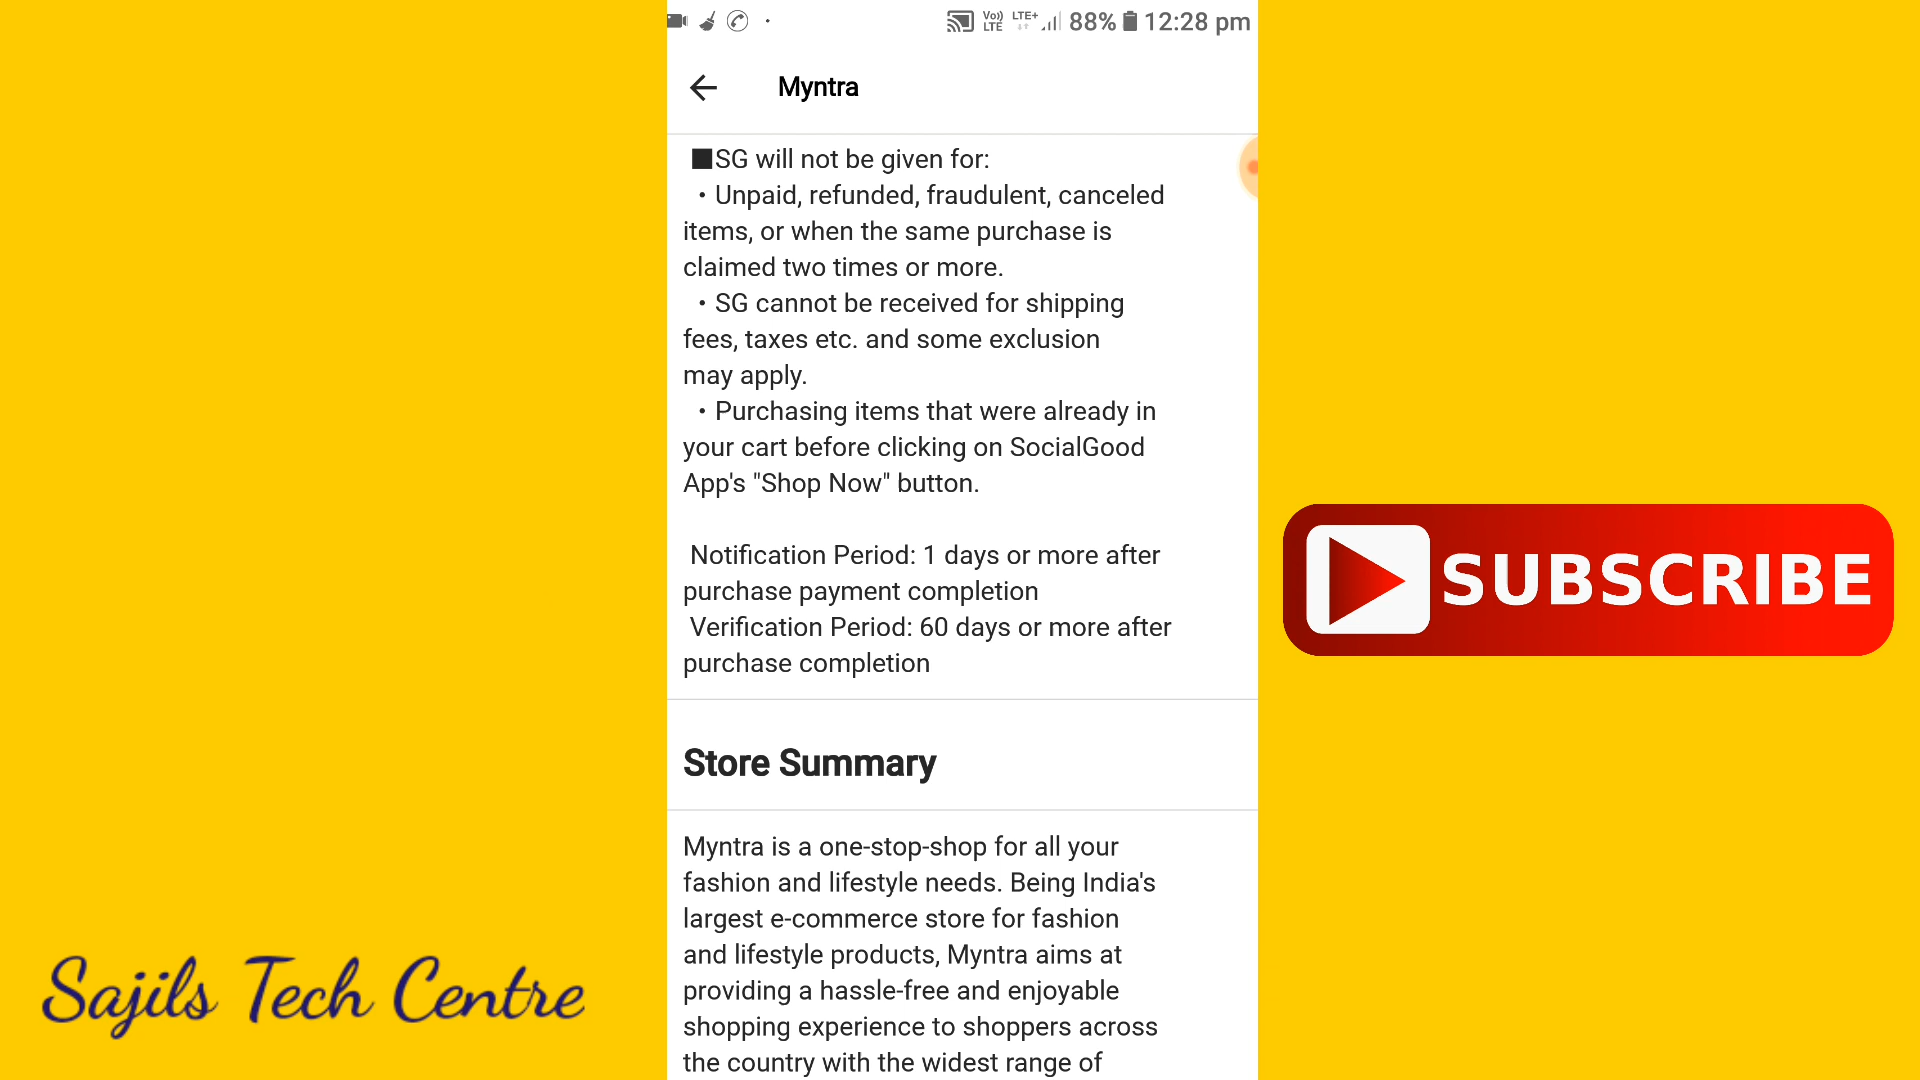 Vo)) LTE LTE+ 88% 12:28 pm
Myntra
■SG will not be given for:
・Unpaid, refunded, fraudulent, canceled
items, or when the same purchase is
claimed two times or more.
・SG cannot be received for shipping
fees, taxes etc. and some exclusion
may apply.
・Purchasing items that were already in
your cart before clicking on SocialGood
App's "Shop Now" button.
Notification Period: 1 days or more after
purchase payment completion
Verification Period: 60 days or more after
purchase completion
Store Summary
Myntra is a one-stop-shop for all your
fashion and lifestyle needs. Being India's
largest e-commerce store for fashion
and lifestyle products, Myntra aims at
providing a hassle-free and enjoyable
shopping experience to shoppers across
the country with the widest range of
SUBSCRIBE
Sajils Tech Centre